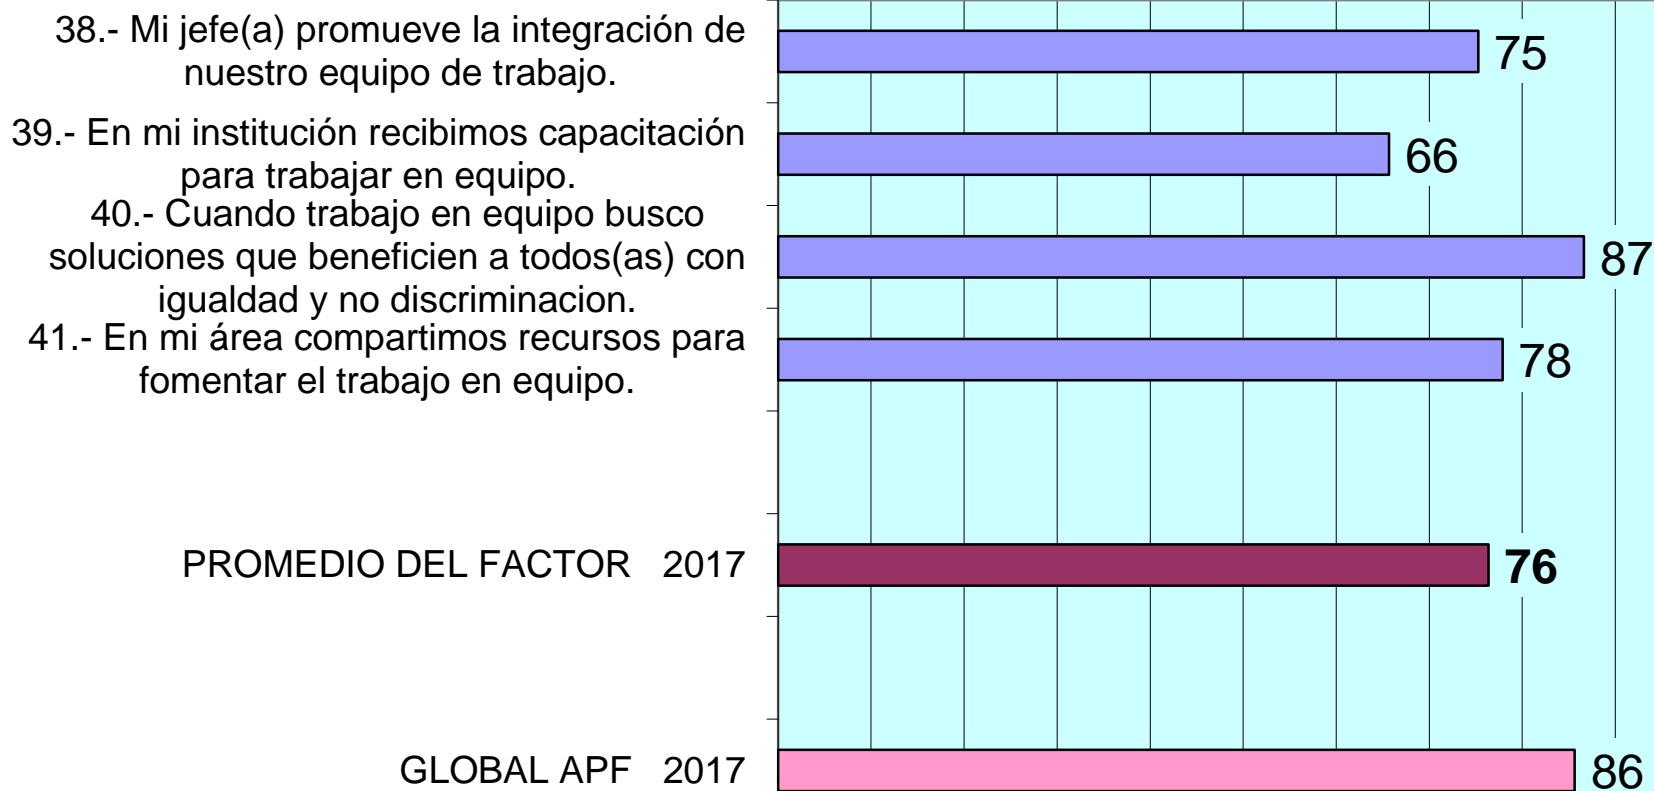 38.- Mi jefe(a) promueve la integración de
nuestro equipo de trabajo.
75
39.- En mi institución recibimos capacitación
para trabajar en equipo.
66
40.- Cuando trabajo en equipo busco
soluciones que beneficien a todos(as) con
igualdad y no discriminacion.
87
41.- En mi área compartimos recursos para
fomentar el trabajo en equipo.
78
PROMEDIO DEL FACTOR 2017
76
GLOBAL APF 2017
86